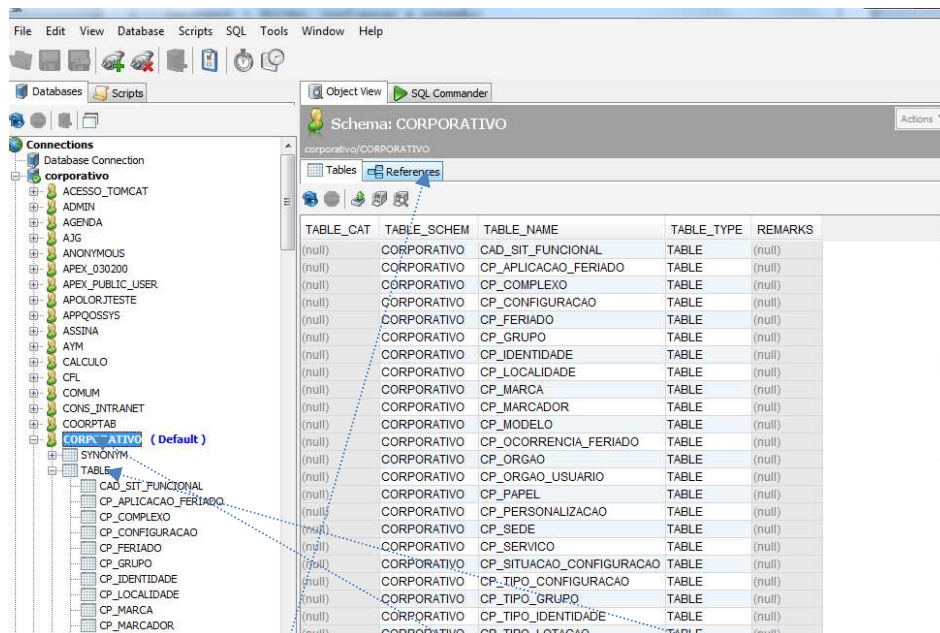 File Edit View Database Scripts SQL Tools Window Help
Databases Scripts
Connections
Database Connection
corporativo
ACESSO_TOMCAT
ADMIN
AGENDA
AJG
ANONYMOUS
APEX_030200
APEX_PUBLIC_USER
APOLORJTESTE
APPQOSSYS
ASSINA
AYM
CALCULO
CFL
COMUM
CONS_INTRANET
COORPTAB
CORPORATIVO (Default)
SYNONYM
TABLE
CAD_SIT_FUNCIONAL
CP_APLICACAO_FERIADO
CP_COMPLEXO
CP_CONFIGURACAO
CP_FERIADO
CP_GRUPO
CP_IDENTIDADE
CP_LOCALIDADE
CP_MARCA
CP_MARCADOR
Object View SQL Commander
Schema: CORPORATIVO
Actions
corporativo/CORPORATIVO
Tables References
TABLE_CAT TABLE_SCHEM TABLE_NAME TABLE_TYPE REMARKS
(null) CORPORATIVO CAD_SIT_FUNCIONAL TABLE (null)
(null) CORPORATIVO CP_APLICACAO_FERIADO TABLE (null)
(null) CORPORATIVO CP_COMPLEXO TABLE (null)
(null) CORPORATIVO CP_CONFIGURACAO TABLE (null)
(null) CORPORATIVO CP_FERIADO TABLE (null)
(null) CORPORATIVO CP_GRUPO TABLE (null)
(null) CORPORATIVO CP_IDENTIDADE TABLE (null)
(null) CORPORATIVO CP_LOCALIDADE TABLE (null)
(null) CORPORATIVO CP_MARCA TABLE (null)
(null) CORPORATIVO CP_MARCADOR TABLE (null)
(null) CORPORATIVO CP_MODELO TABLE (null)
(null) CORPORATIVO CP_OCORRENCIA_FERIADO TABLE (null)
(null) CORPORATIVO CP_ORGAO TABLE (null)
(null) CORPORATIVO CP_ORGAO_USUARIO TABLE (null)
(null) CORPORATIVO CP_PAPEL TABLE (null)
(null) CORPORATIVO CP_PERSONALIZACAO TABLE (null)
(null) CORPORATIVO CP_SEDE TABLE (null)
(null) CORPORATIVO CP_SERVICO TABLE (null)
(null) CORPORATIVO CP_SITUACAO_CONFIGURACAO TABLE (null)
(null) CORPORATIVO CP_TIPO_CONFIGURACAO TABLE (null)
(null) CORPORATIVO CP_TIPO_GRUPO TABLE (null)
(null) CORPORATIVO CP_TIPO_IDENTIDADE TABLE (null)
(null) CORPORATIVO CP_TIPO_LOTACAO TABLE (null)